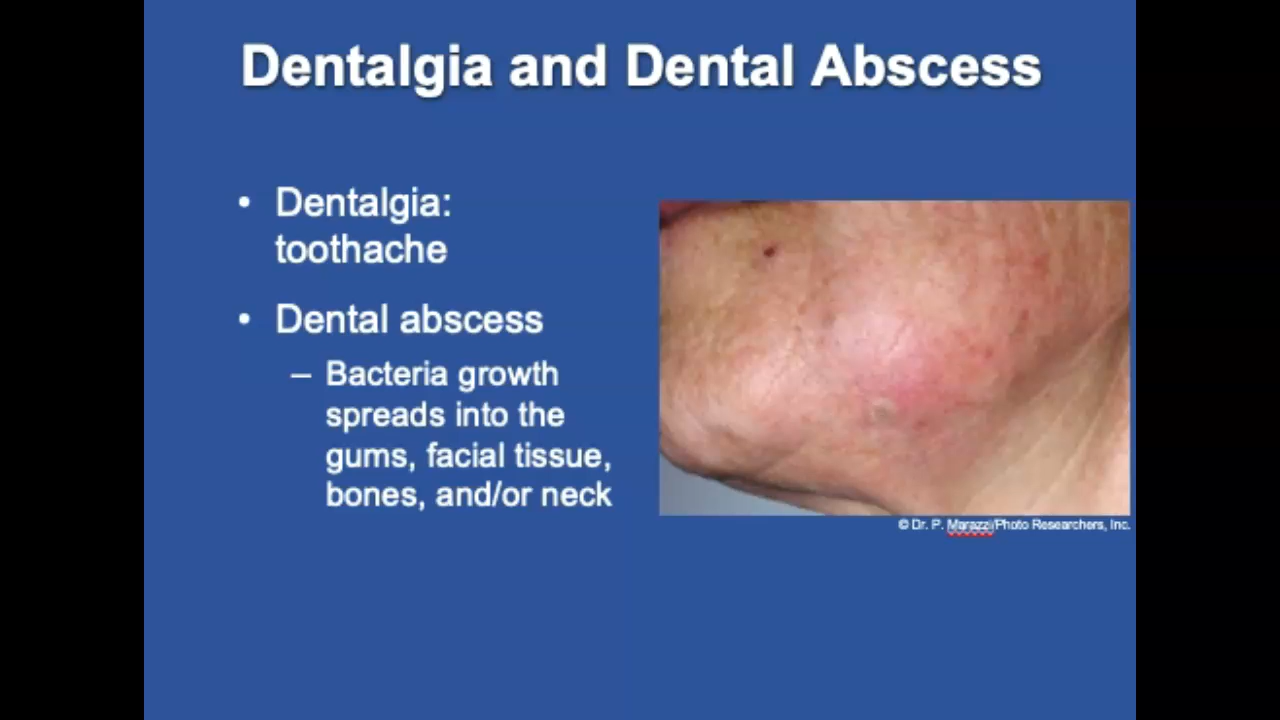 Dentalgia and Dental Abscess
• Dentalgia:
toothache
• Dental abscess
– Bacteria growth
spreads into the
gums, facial tissue,
bones, and/or neck
© Dr. P. Marazzi/Photo Researchers, Inc.